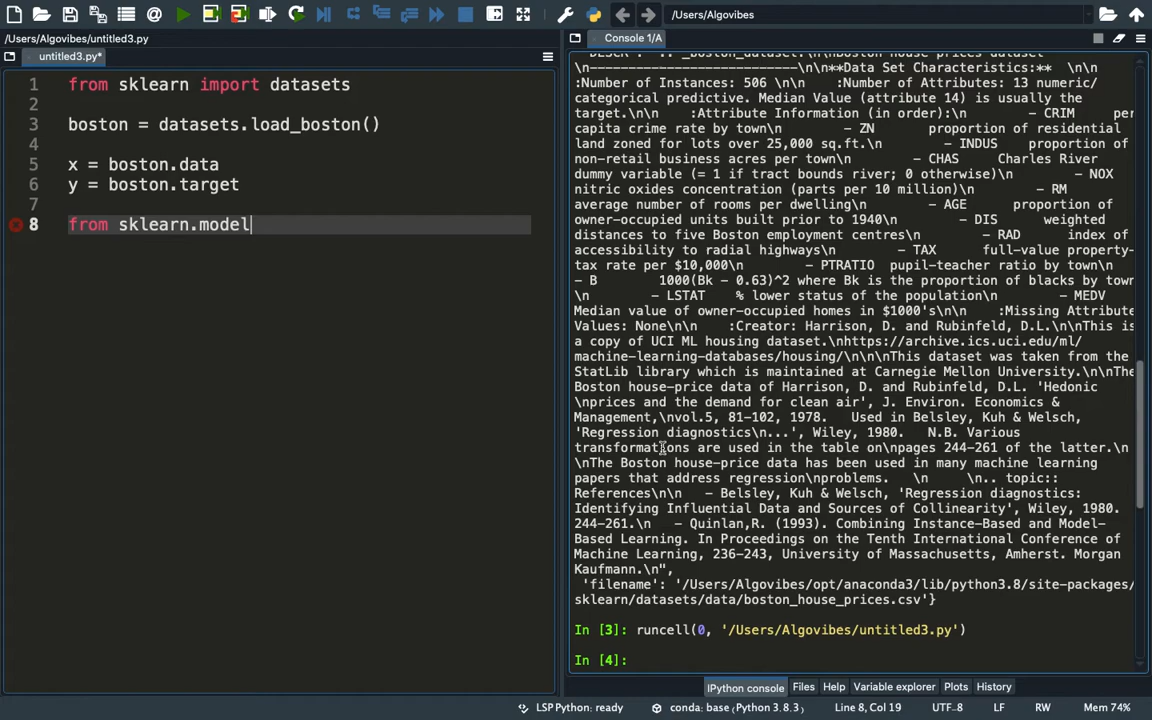 /Users/Algovibes
/Users/Algovibes/untitled3.py
Console 1/A
untitled3.py*
1 from sklearn import datasets
2
3 boston = datasets.load_boston()
4
5 x = boston.data
6 y = boston.target
7
8 from sklearn.model
\n---------------------------\n\n**Data Set Characteristics:**  \n\n
:Number of Instances: 506 \n\n    :Number of Attributes: 13 numeric/
categorical predictive. Median Value (attribute 14) is usually the
target.\n\n    :Attribute Information (in order):\n        - CRIM     per
capita crime rate by town\n        - ZN       proportion of residential
land zoned for lots over 25,000 sq.ft.\n        - INDUS    proportion of
non-retail business acres per town\n        - CHAS     Charles River
dummy variable (= 1 if tract bounds river; 0 otherwise)\n        - NOX
nitric oxides concentration (parts per 10 million)\n        - RM
average number of rooms per dwelling\n        - AGE      proportion of
owner-occupied units built prior to 1940\n        - DIS      weighted
distances to five Boston employment centres\n        - RAD      index of
accessibility to radial highways\n        - TAX      full-value property-
tax rate per $10,000\n        - PTRATIO  pupil-teacher ratio by town\n
- B        1000(Bk - 0.63)^2 where Bk is the proportion of blacks by town
\n        - LSTAT    % lower status of the population\n        - MEDV
Median value of owner-occupied homes in $1000's\n\n    :Missing Attribute
Values: None\n\n    :Creator: Harrison, D. and Rubinfeld, D.L.\n\nThis is
a copy of UCI ML housing dataset.\nhttps://archive.ics.uci.edu/ml/
machine-learning-databases/housing/\n\n\nThis dataset was taken from the
StatLib library which is maintained at Carnegie Mellon University.\n\nThe
Boston house-price data of Harrison, D. and Rubinfeld, D.L. 'Hedonic
\nprices and the demand for clean air', J. Environ. Economics &
Management,\nvol.5, 81-102, 1978.   Used in Belsley, Kuh & Welsch,
'Regression diagnostics\n...', Wiley, 1980.   N.B. Various
transformations are used in the table on\npages 244-261 of the latter.\n
\nThe Boston house-price data has been used in many machine learning
papers that address regression\nproblems.   \n     \n.. topic::
References\n\n   - Belsley, Kuh & Welsch, 'Regression diagnostics:
Identifying Influential Data and Sources of Collinearity', Wiley, 1980.
244-261.\n   - Quinlan,R. (1993). Combining Instance-Based and Model-
Based Learning. In Proceedings on the Tenth International Conference of
Machine Learning, 236-243, University of Massachusetts, Amherst. Morgan
Kaufmann.\n",
'filename': '/Users/Algovibes/opt/anaconda3/lib/python3.8/site-packages/
sklearn/datasets/data/boston_house_prices.csv'}
In [3]: runcell(0, '/Users/Algovibes/untitled3.py')
In [4]:
IPython console Files Help Variable explorer Plots History
LSP Python: ready conda: base (Python 3.8.3) Line 8, Col 19 UTF-8 LF RW Mem 74%